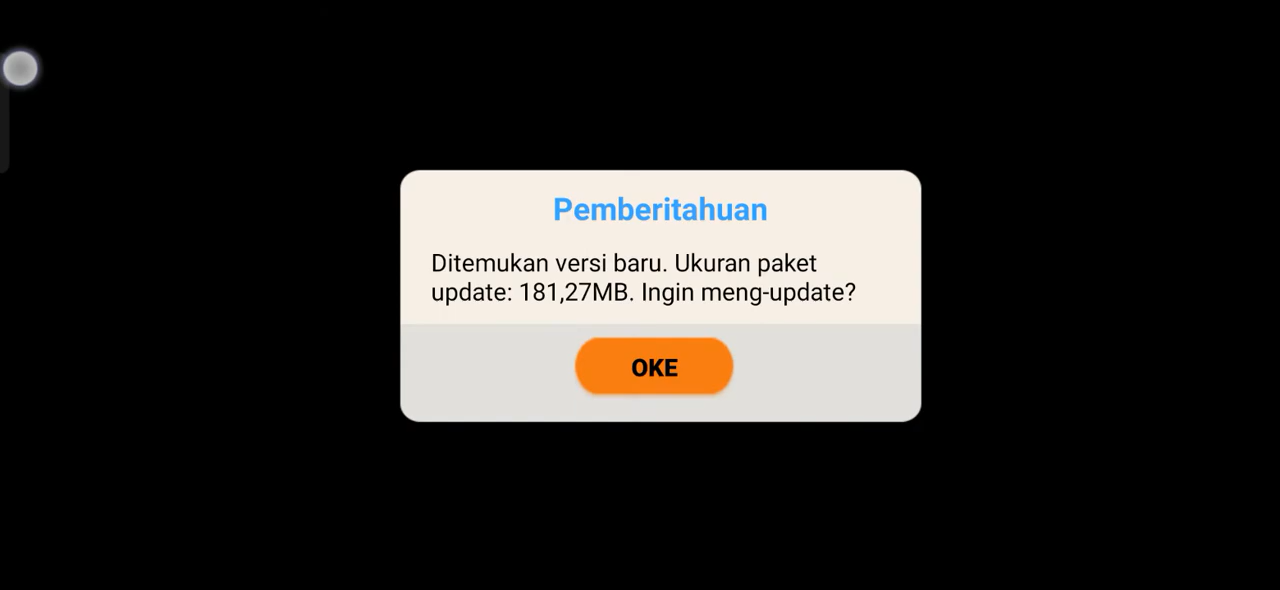 Pemberitahuan
Ditemukan versi baru. Ukuran paket
update: 181,27MB. Ingin meng-update?
OKE